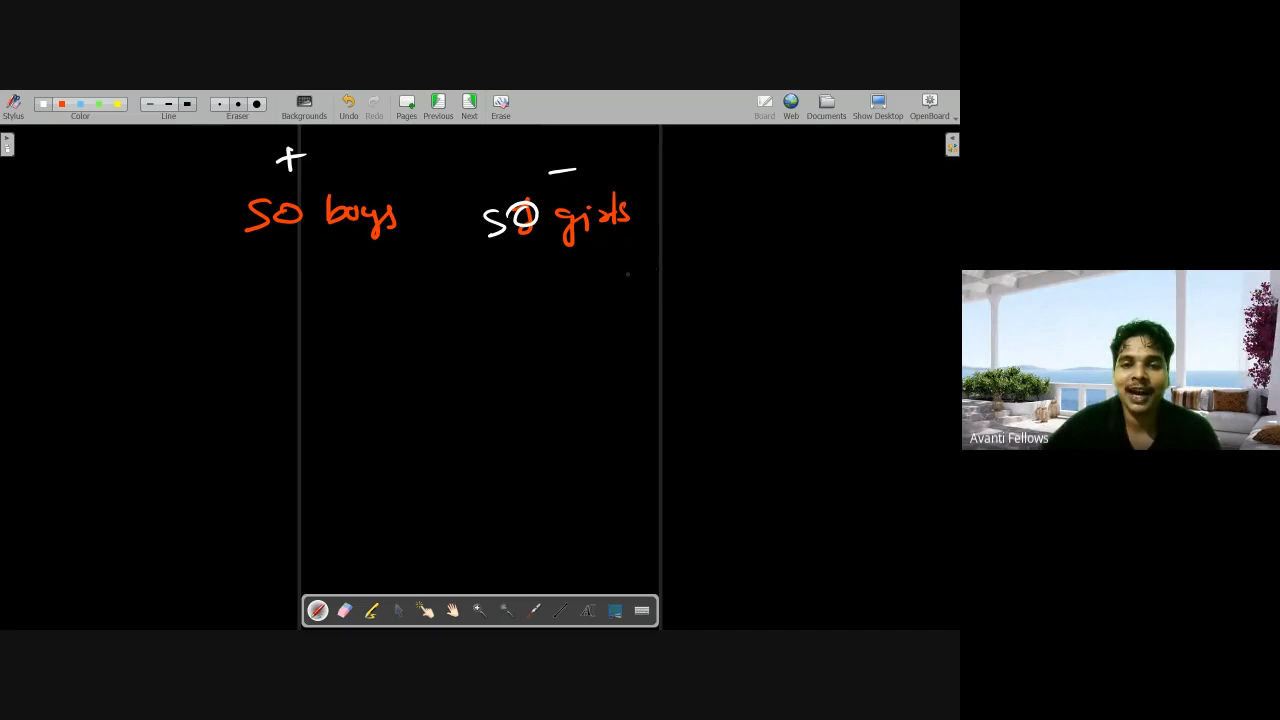 Stylus Color Line Eraser Backgrounds Undo Redo Pages Previous Next Erase Board Web Documents Show Desktop OpenBoard
+ −
50 boys 50 girls
Avanti Fellows